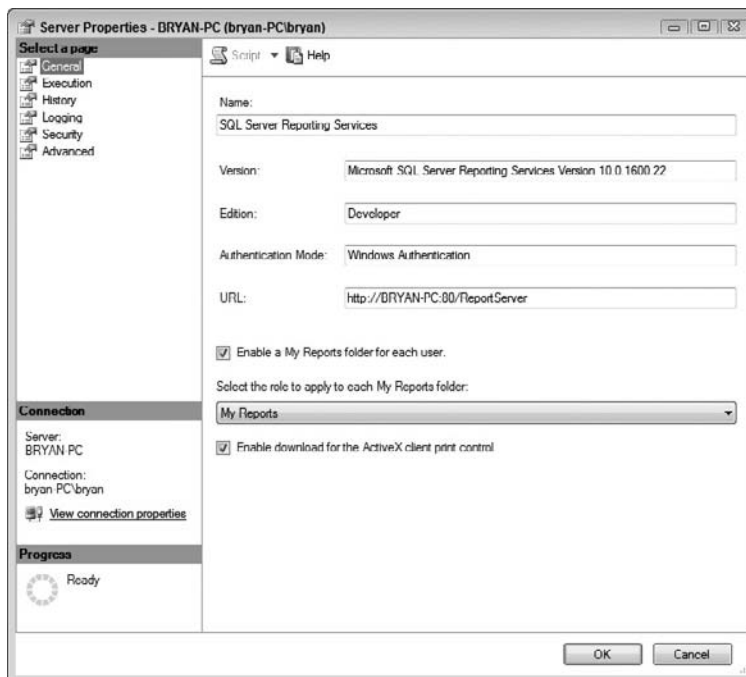 Server Properties - BRYAN-PC (bryan-PC\bryan)
Select a page
General
Execution
History
Logging
Security
Advanced
Script
Help
Name:
SQL Server Reporting Services
Version:
Microsoft SQL Server Reporting Services Version 10.0.1600.22
Edition:
Developer
Authentication Mode:
Windows Authentication
URL:
http://BRYAN-PC:80/ReportServer
Enable a My Reports folder for each user.
Select the role to apply to each My Reports folder:
My Reports
Enable download for the ActiveX client print control
Connection
Server:
BRYAN PC
Connection:
bryan PC\bryan
View connection properties
Progress
Ready
OK
Cancel